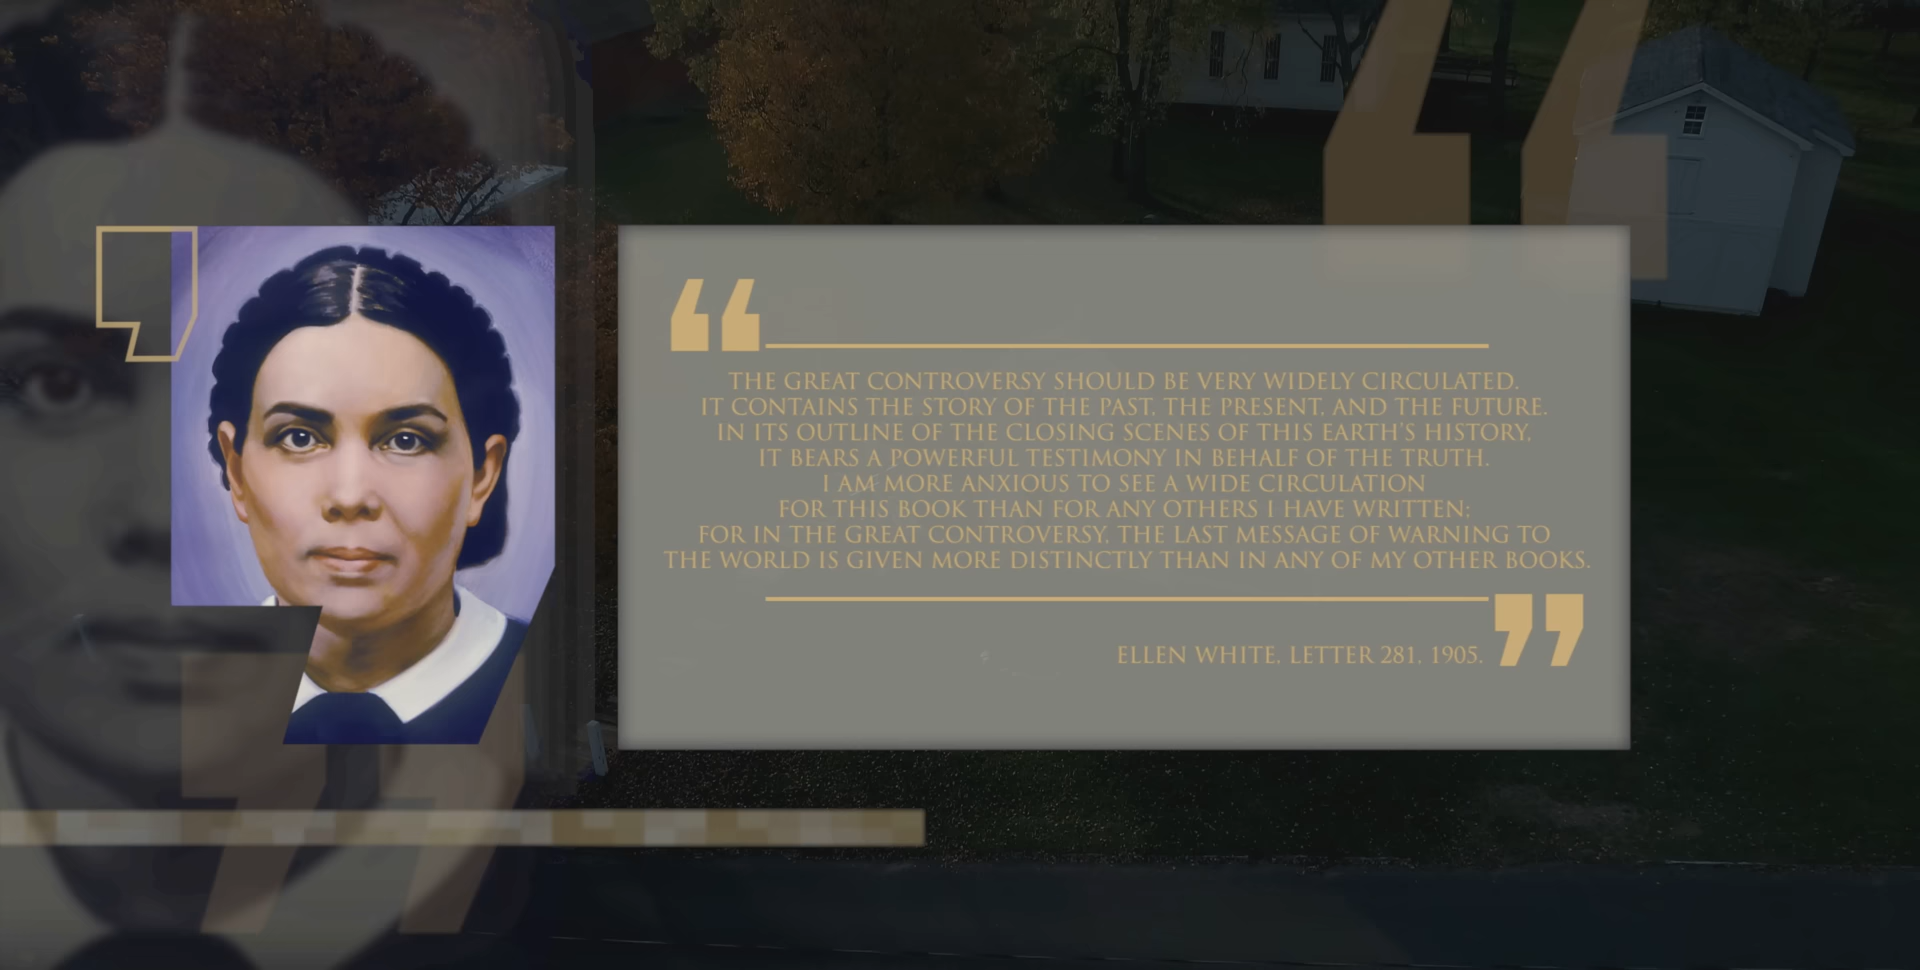 THE GREAT CONTROVERSY SHOULD BE VERY WIDELY CIRCULATED.
IT CONTAINS THE STORY OF THE PAST, THE PRESENT, AND THE FUTURE.
IN ITS OUTLINE OF THE CLOSING SCENES OF THIS EARTH'S HISTORY,
IT BEARS A POWERFUL TESTIMONY IN BEHALF OF THE TRUTH.
I AM MORE ANXIOUS TO SEE A WIDE CIRCULATION
FOR THIS BOOK THAN FOR ANY OTHERS I HAVE WRITTEN;
FOR IN THE GREAT CONTROVERSY, THE LAST MESSAGE OF WARNING TO
THE WORLD IS GIVEN MORE DISTINCTLY THAN IN ANY OF MY OTHER BOOKS.
ELLEN WHITE, LETTER 281, 1905.